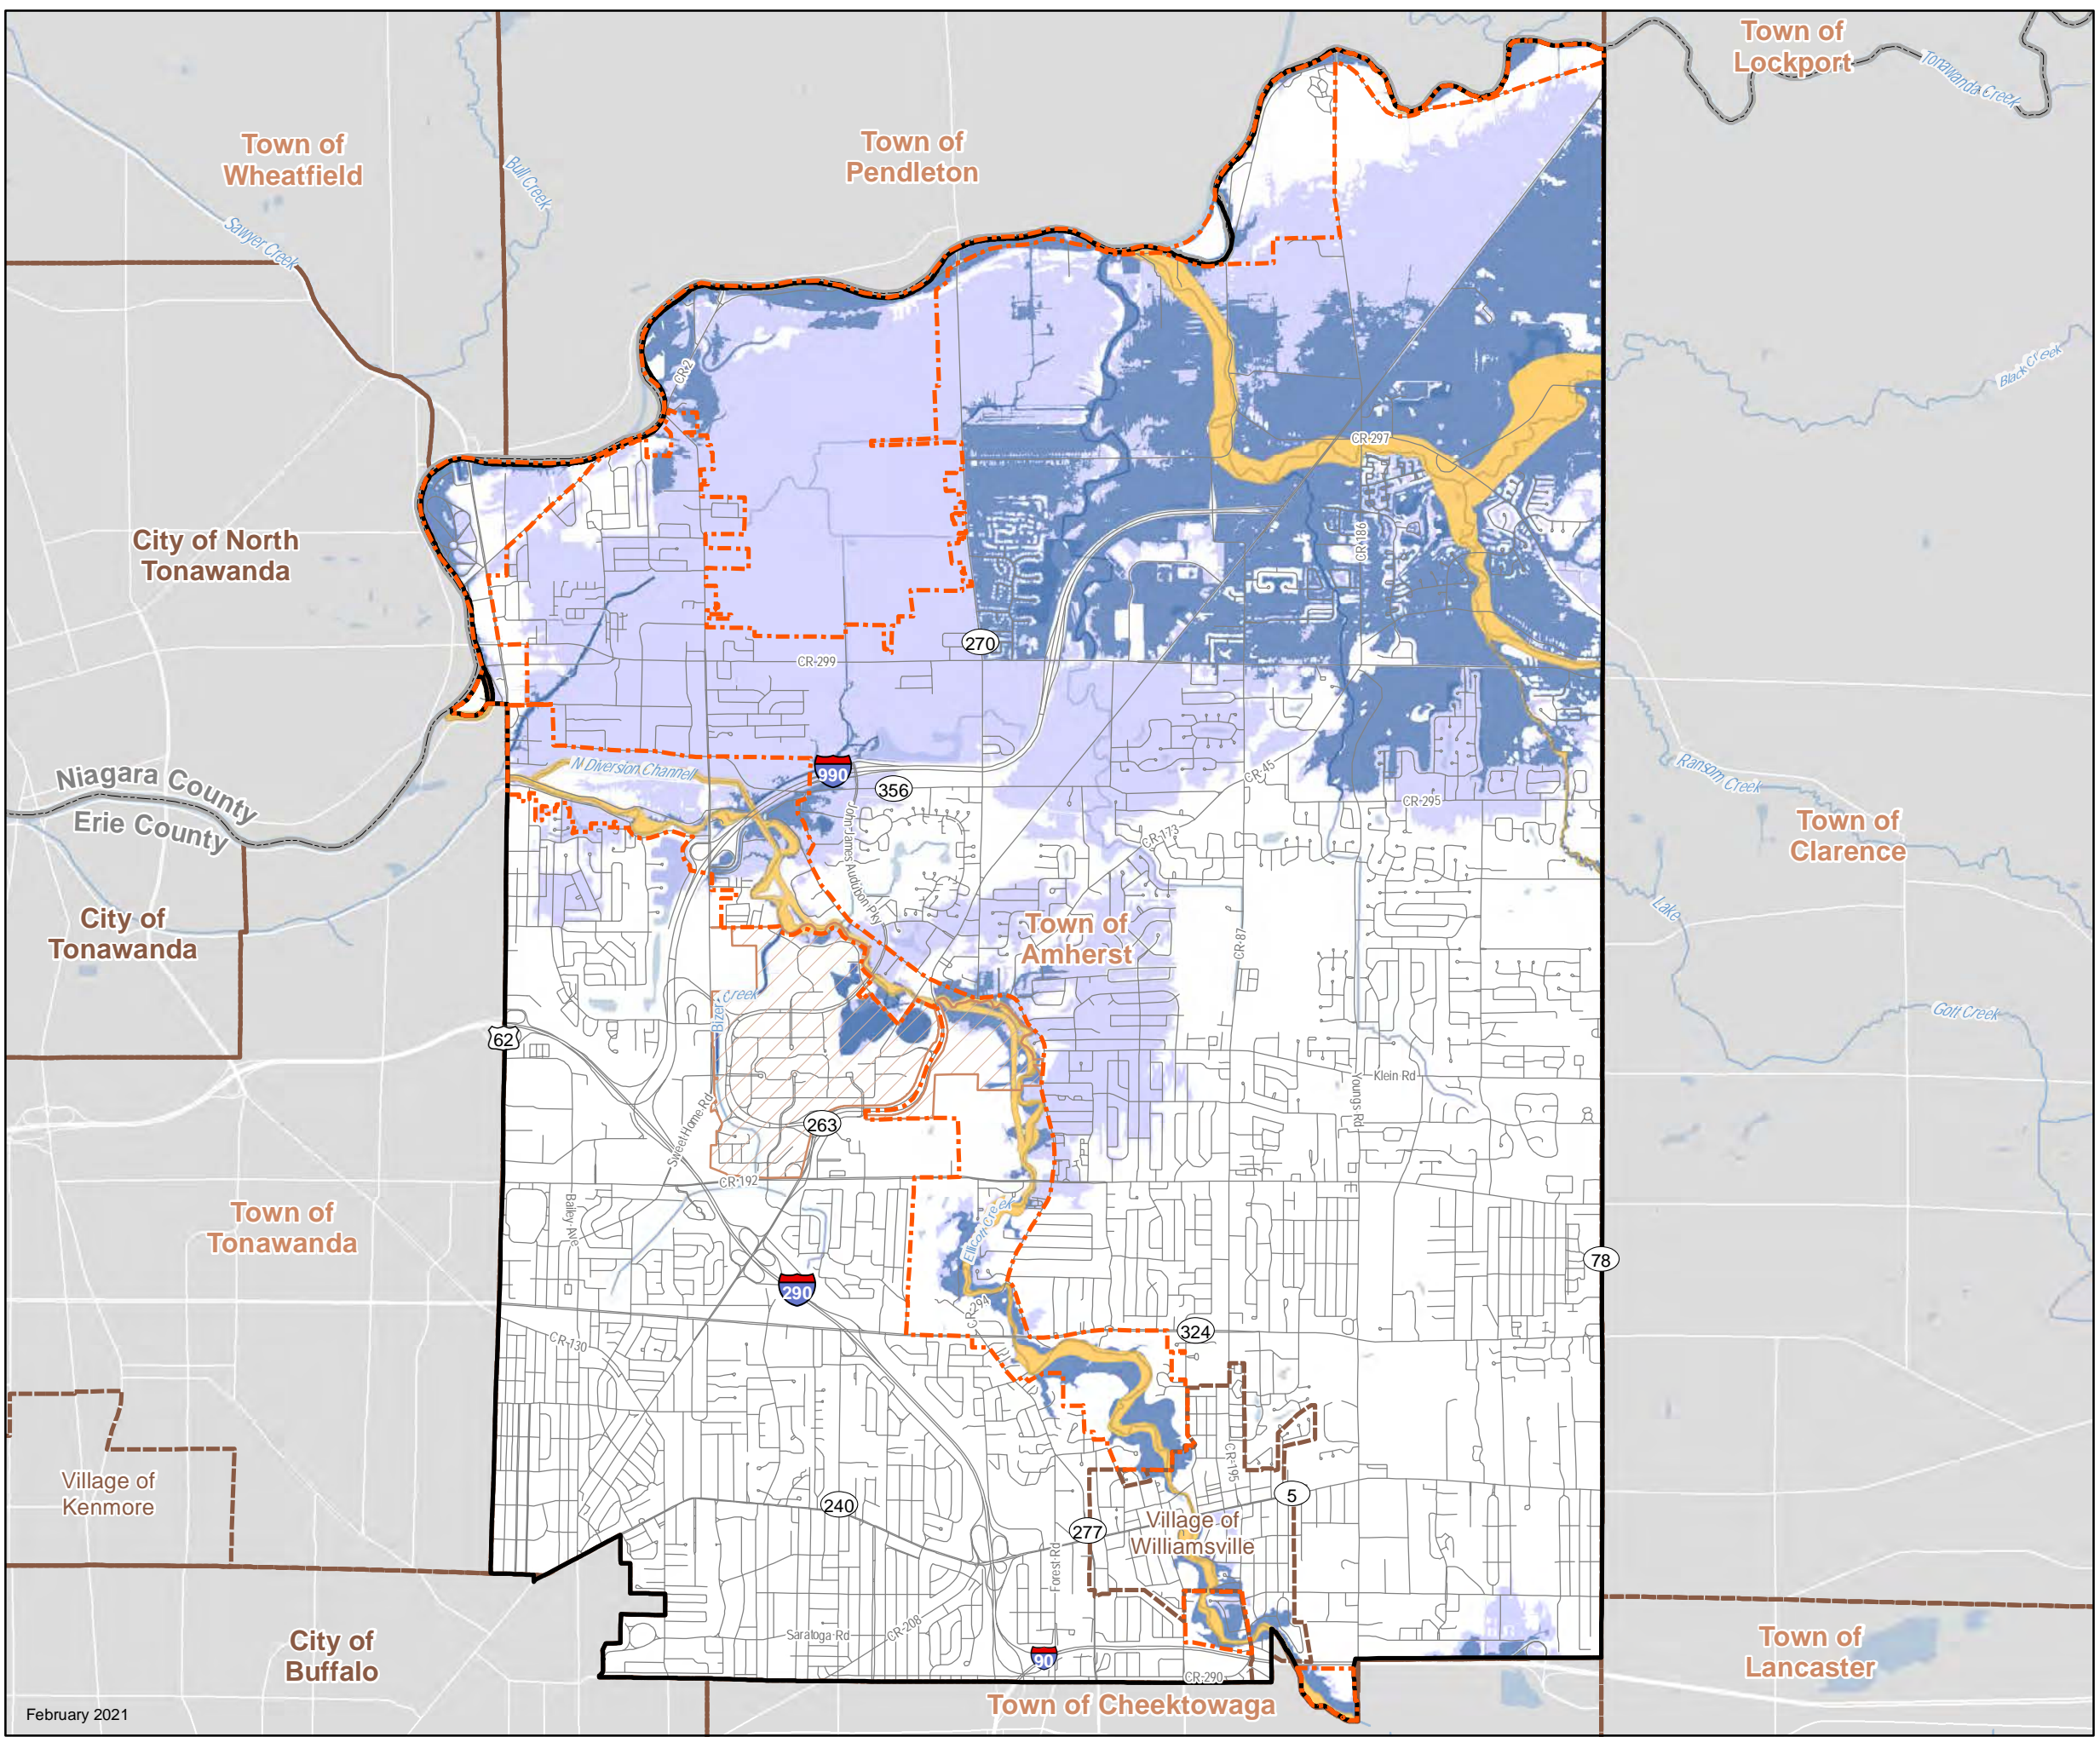 Town of
Lockport
Tonawanda Creek
Town of
Wheatfield
Bull Creek
Town of
Pendleton
Sawyer Creek
CR-2
Black Creek
CR-297
City of North
Tonawanda
CR-186
270
CR-299
Niagara County
Erie County
N Diversion Channell
990
356
CR-45
CR-295
Ransom Creek
John James Audubon Pky
CR-173
Town of
Clarence
City of
Tonawanda
Town of
Amherst
CR-87
Lake
Bizer Creek
Gott Creek
62
Klein Rd
Youngs Rd
Sweet Home Rd
263
CR-192
Bailey Ave
Town of
Tonawanda
Ellicott Creek
78
290
CR-294
324
CR-130
CR-195
Village of
Kenmore
240
5
277
Village of
Williamsville
Forest Rd
CR-208
Saratoga Rd
90
CR-290
City of
Buffalo
Town of
Lancaster
Town of Cheektowaga
February 2021